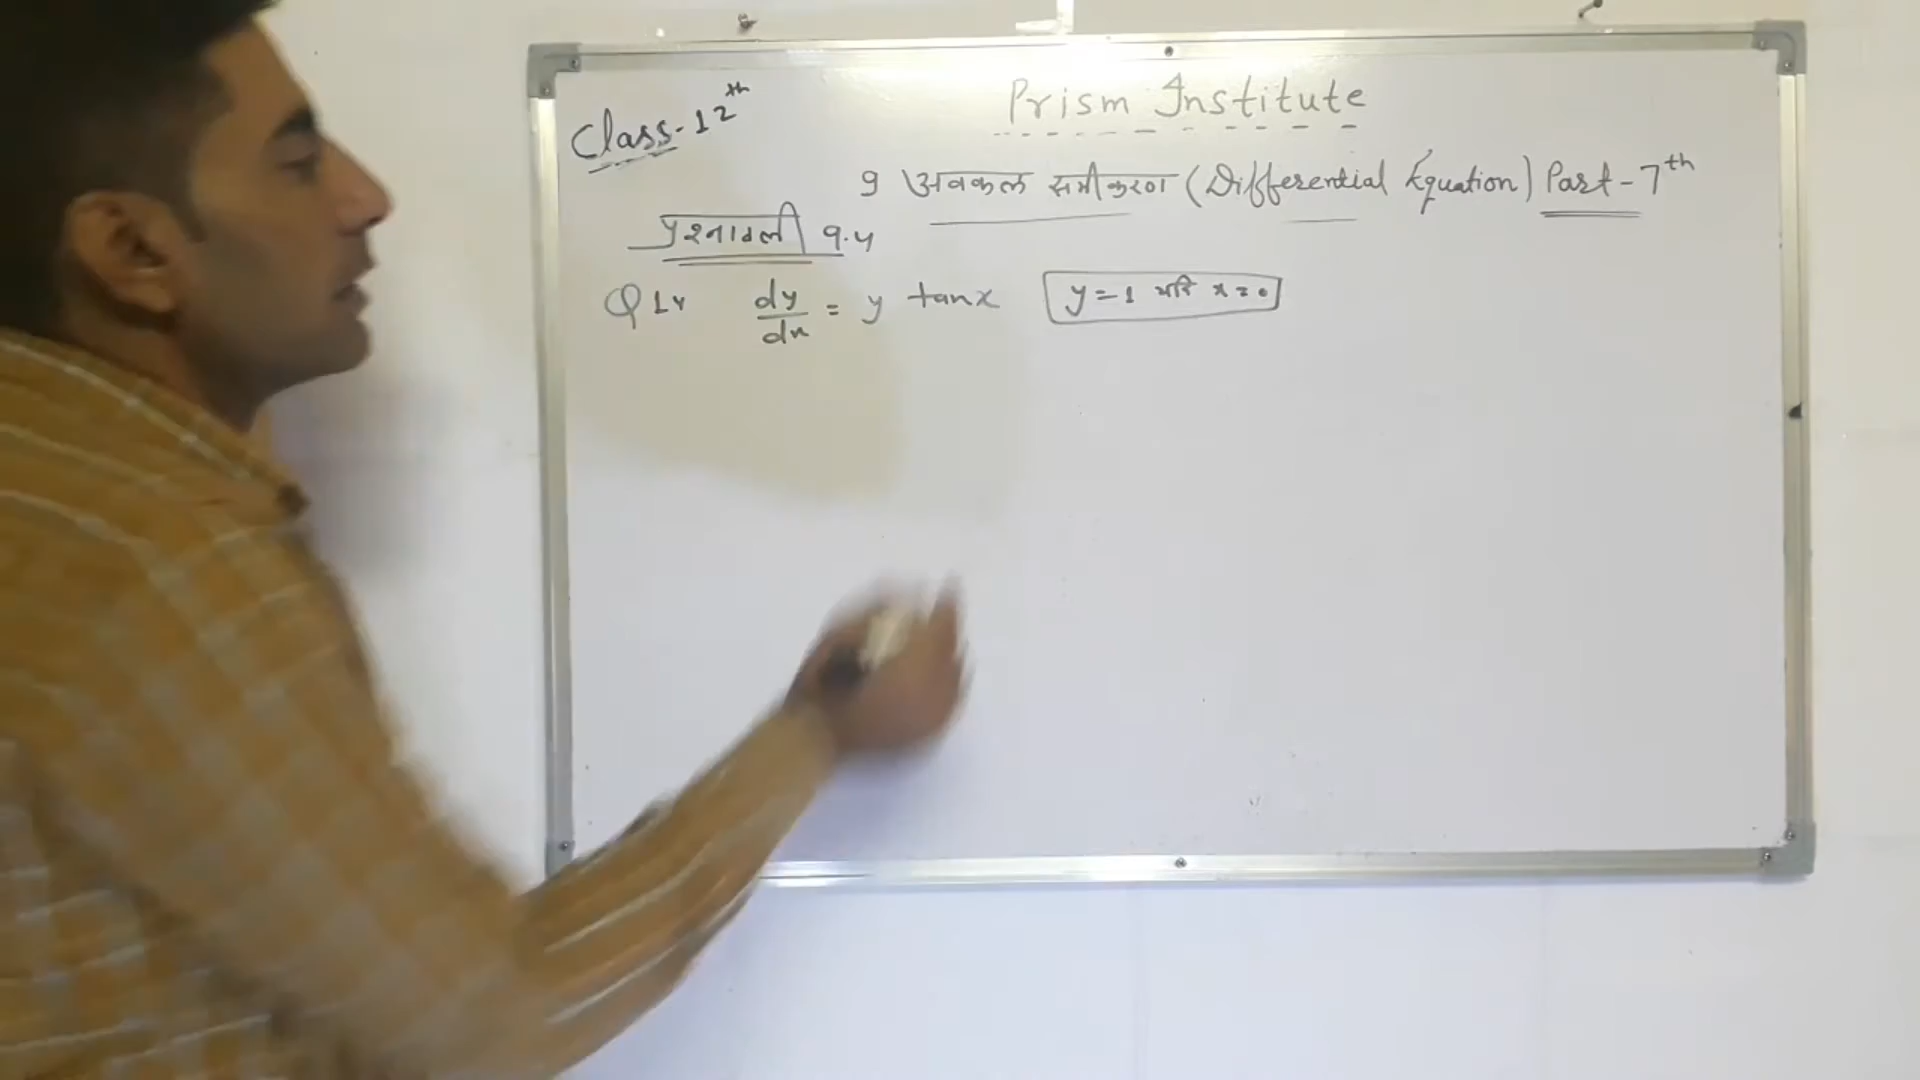 Prism Institute
Class-12th
9 अवकल समीकरण (Differential Equation) Part-7th
प्रश्नावली 9.4
Q14 dy/dx = y tanx y=1 यदि x=0